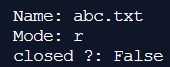 Name: abc.txt
Mode: r
closed ?: False